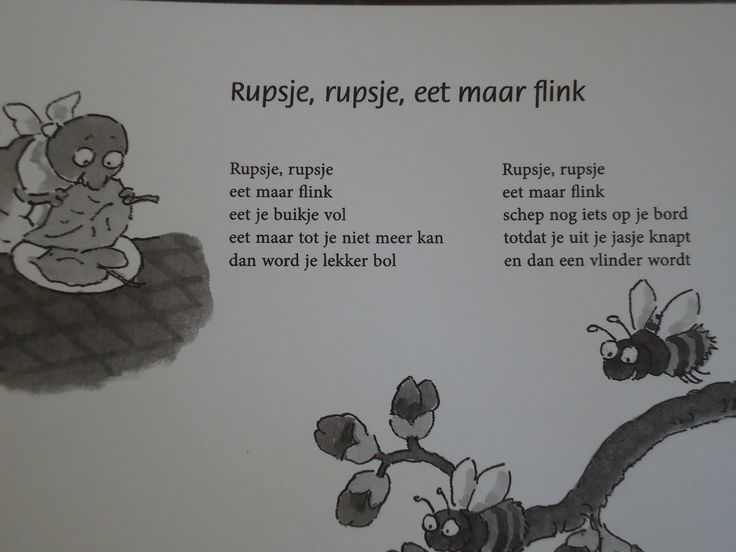 Rupsje, rupsje, eet maar flink
Rupsje, rupsje
eet maar flink
eet je buikje vol
eet maar tot je niet meer kan
dan word je lekker bol
Rupsje, rupsje
eet maar flink
schep nog iets op je bord
totdat je uit je jasje knapt
en dan een vlinder wordt